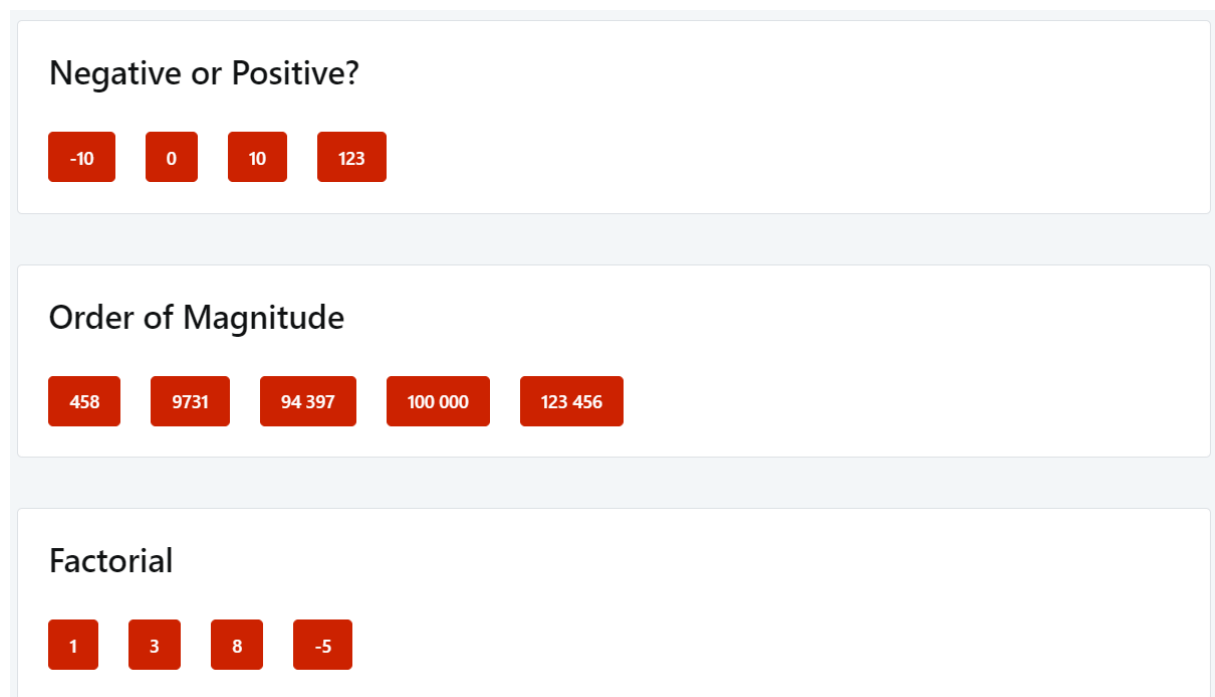 Negative or Positive?
-10 0 10 123
Order of Magnitude
458 9731 94 397 100 000 123 456
Factorial
1 3 8 -5